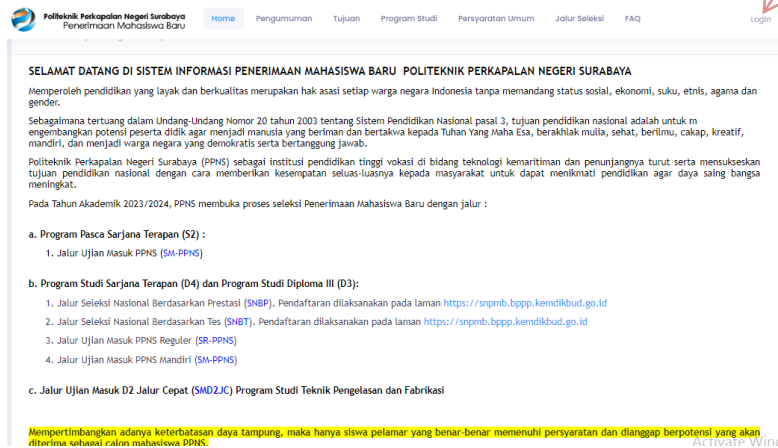 Politeknik Perkapalan Negeri Surabaya
Penerimaan Mahasiswa Baru
Home Pengumuman Tujuan Program Studi Persyaratan Umum Jalur Seleksi FAQ Login
SELAMAT DATANG DI SISTEM INFORMASI PENERIMAAN MAHASISWA BARU POLITEKNIK PERKAPALAN NEGERI SURABAYA
Memperoleh pendidikan yang layak dan berkualitas merupakan hak asasi setiap warga negara Indonesia tanpa memandang status sosial, ekonomi, suku, etnis, agama dan
gender.
Sebagaimana tertuang dalam Undang-Undang Nomor 20 tahun 2003 tentang Sistem Pendidikan Nasional pasal 3, tujuan pendidikan nasional adalah untuk m
engembangkan potensi peserta didik agar menjadi manusia yang beriman dan bertakwa kepada Tuhan Yang Maha Esa, berakhlak mulia, sehat, berilmu, cakap, kreatif,
mandiri, dan menjadi warga negara yang demokratis serta bertanggung jawab.
Politeknik Perkapalan Negeri Surabaya (PPNS) sebagai institusi pendidikan tinggi vokasi di bidang teknologi kemaritiman dan penunjangnya turut serta mensukseskan
tujuan pendidikan nasional dengan cara memberikan kesempatan seluas-luasnya kepada masyarakat untuk dapat menikmati pendidikan agar daya saing bangsa
meningkat.
Pada Tahun Akademik 2023/2024, PPNS membuka proses seleksi Penerimaan Mahasiswa Baru dengan jalur :
a. Program Pasca Sarjana Terapan (S2) :
1. Jalur Ujian Masuk PPNS (SM-PPNS)
b. Program Studi Sarjana Terapan (D4) dan Program Studi Diploma III (D3):
1. Jalur Seleksi Nasional Berdasarkan Prestasi (SNBP). Pendaftaran dilaksanakan pada laman https://snpmb.bppp.kemdikbud.go.id
2. Jalur Seleksi Nasional Berdasarkan Tes (SNBT). Pendaftaran dilaksanakan pada laman https://snpmb.bppp.kemdikbud.go.id
3. Jalur Ujian Masuk PPNS Reguler (SR-PPNS)
4. Jalur Ujian Masuk PPNS Mandiri (SM-PPNS)
c. Jalur Ujian Masuk D2 Jalur Cepat (SMD2JC) Program Studi Teknik Pengelasan dan Fabrikasi
Mempertimbangkan adanya keterbatasan daya tampung, maka hanya siswa pelamar yang benar-benar memenuhi persyaratan dan dianggap berpotensi yang akan
diterima sebagai calon mahasiswa PPNS.
Activate Wind